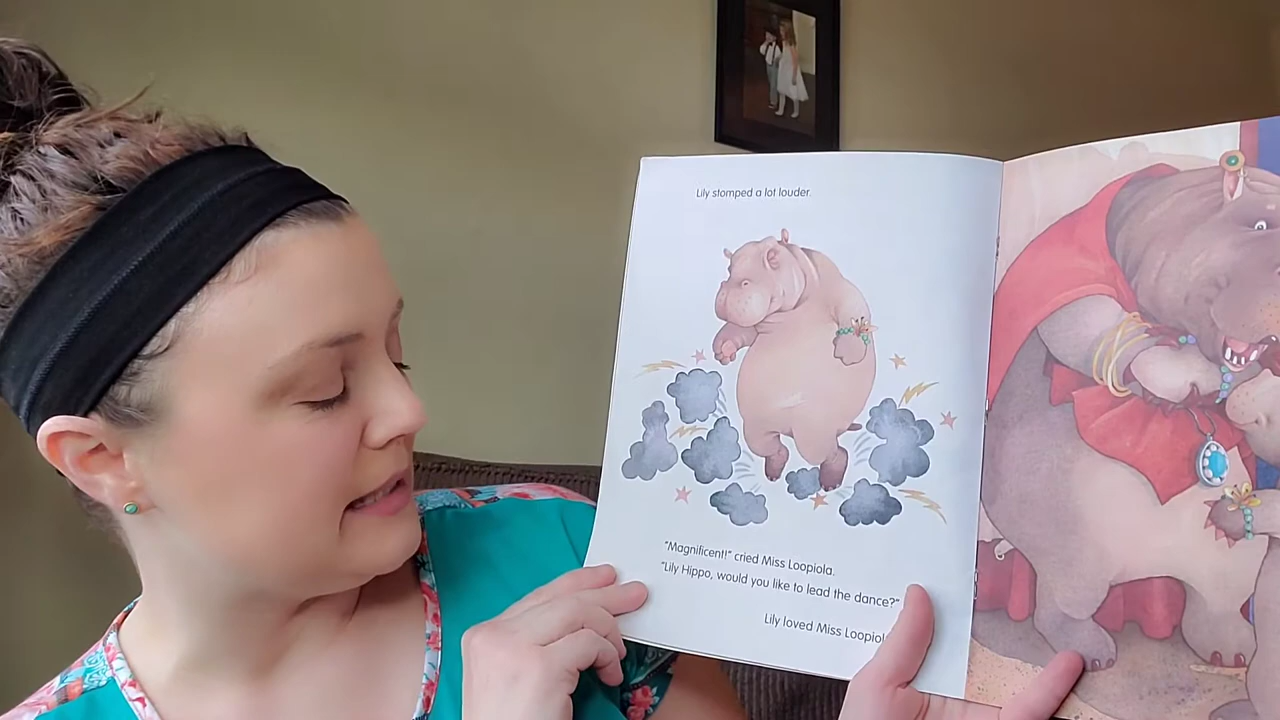 Lily stomped a lot louder.
"Magnificent!" cried Miss Loopiola.
"Lily Hippo, would you like to lead the dance?"
Lily loved Miss